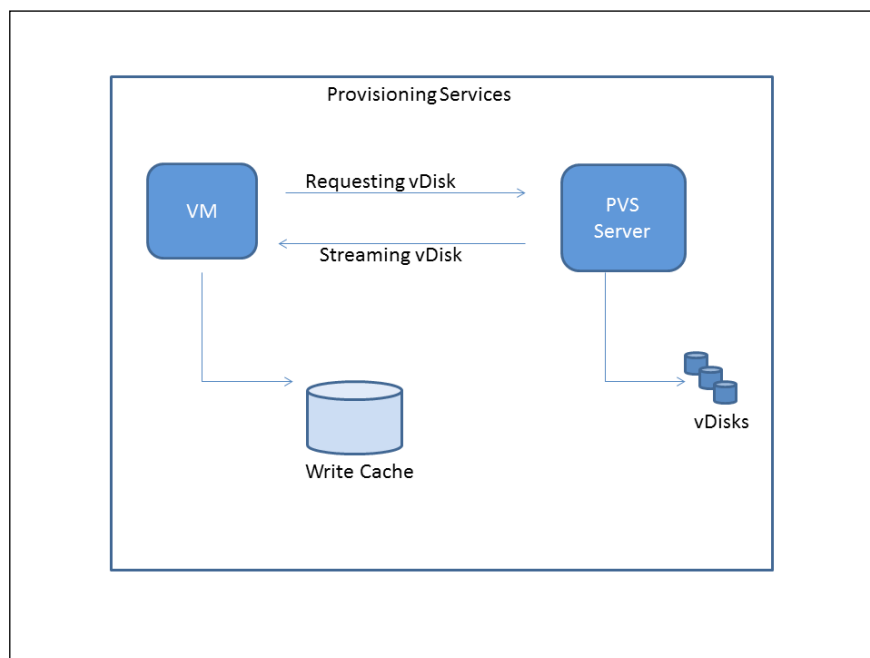 Provisioning Services
Requesting vDisk
VM
PVS
Server
Streaming vDisk
vDisks
Write Cache